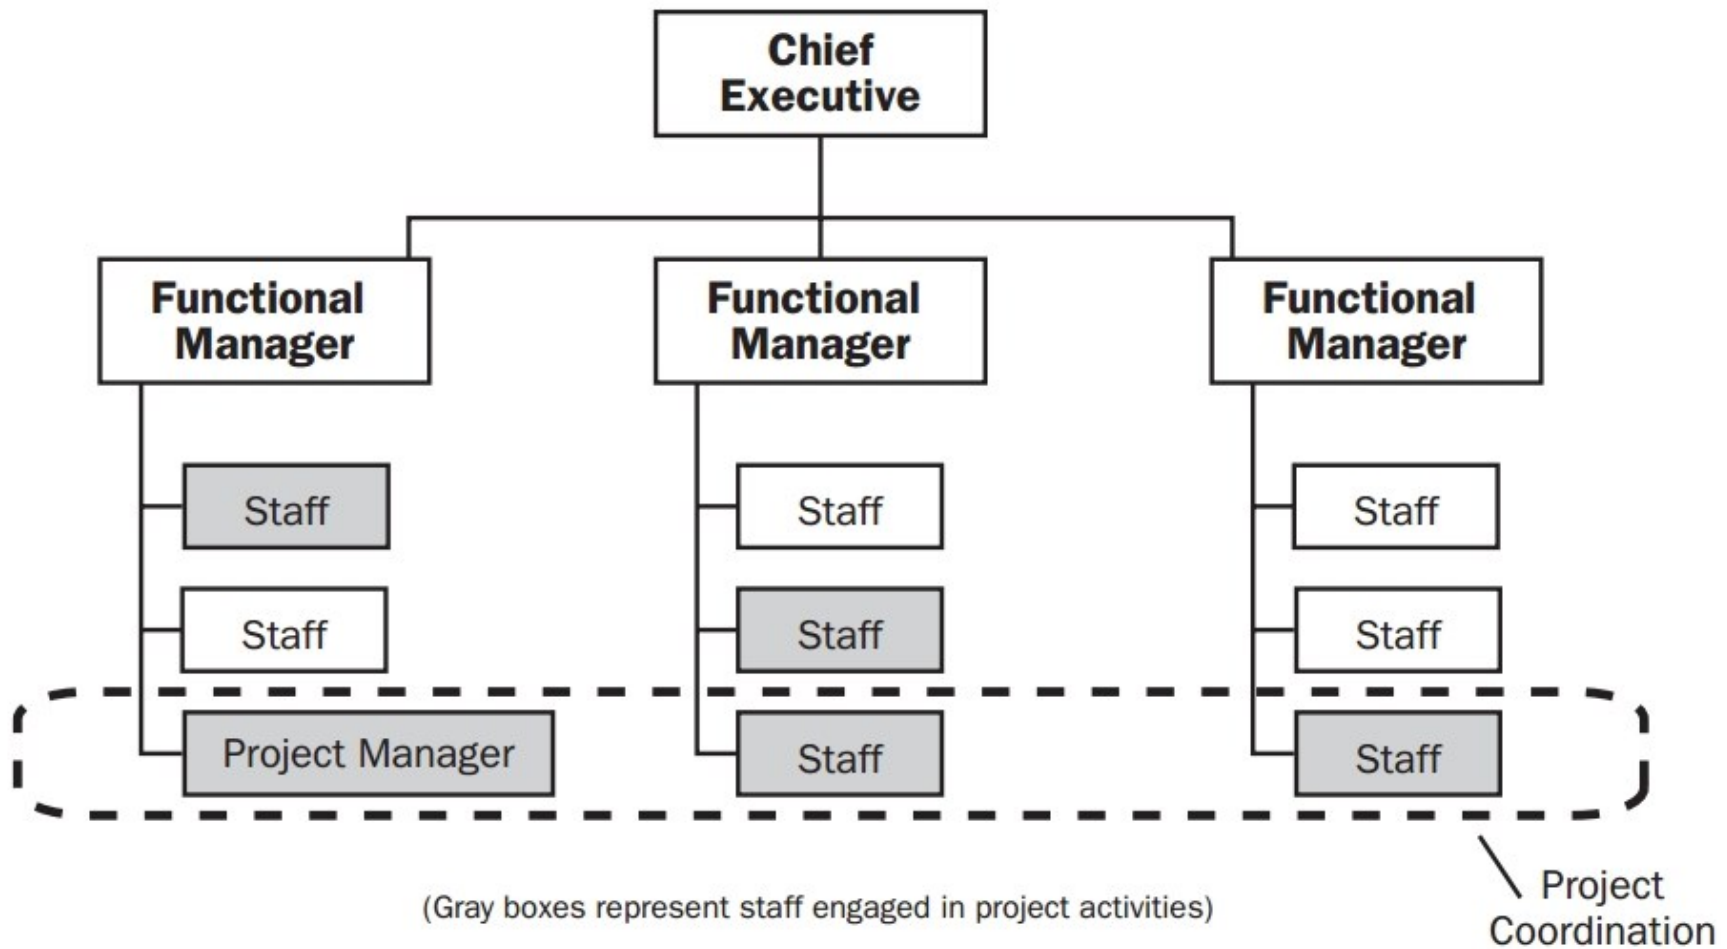 Chief
Executive
Functional
Manager
Functional
Manager
Functional
Manager
Staff
Staff
Staff
Staff
Staff
Staff
Project Manager
Staff
Staff
(Gray boxes represent staff engaged in project activities)
Project
Coordination